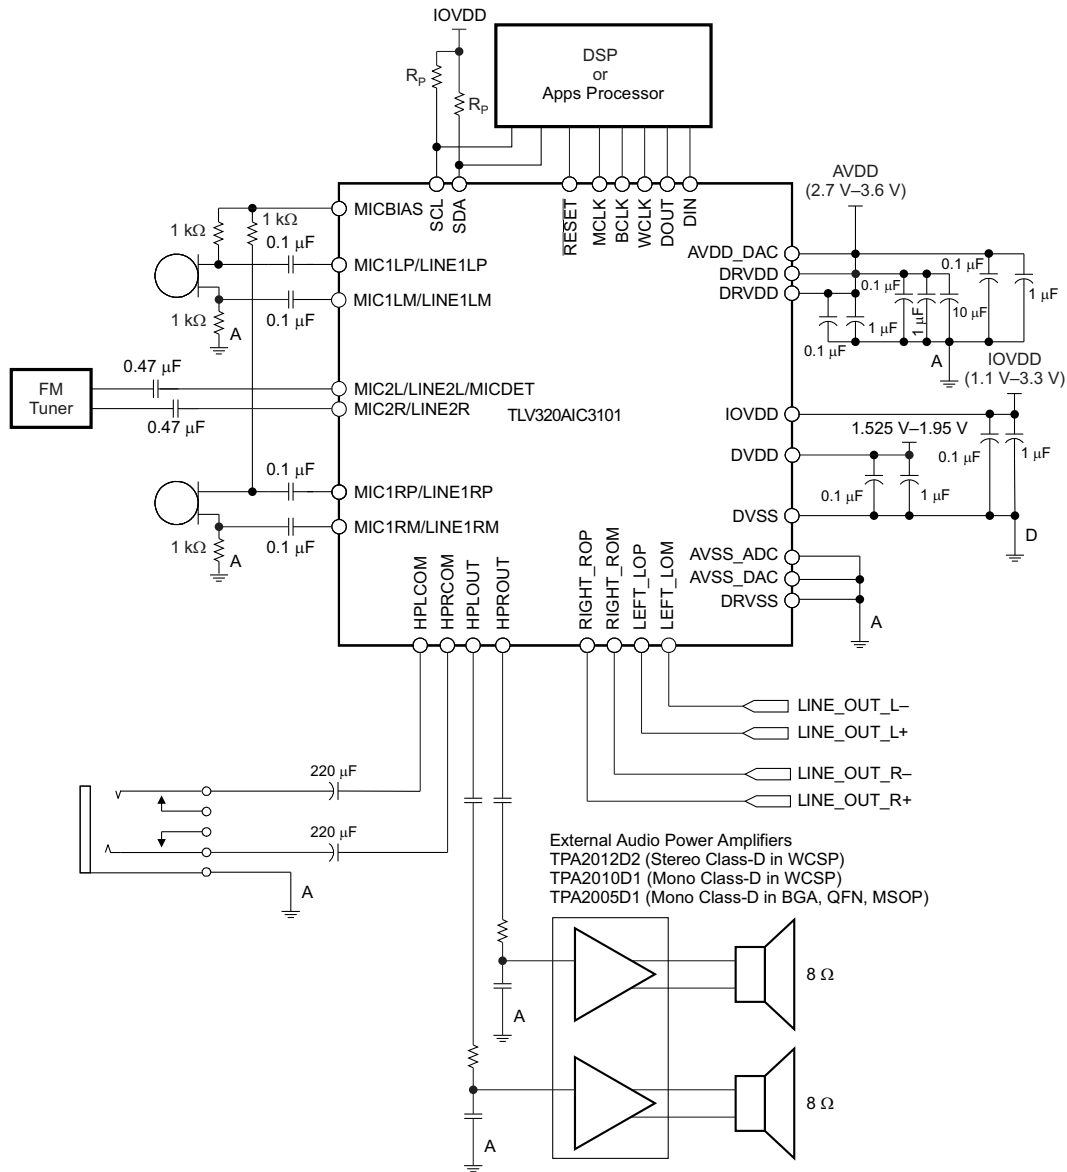 IOVDD
DSP
or
Apps Processor
R_P
R_P
AVDD
(2.7 V–3.6 V)
SCL
SDA
RESET
MCLK
BCLK
WCLK
DOUT
DIN
MICBIAS
1 kΩ
1 kΩ
0.1 μF
MIC1LP/LINE1LP
MIC1LM/LINE1LM
1 kΩ
A
0.1 μF
AVDD_DAC
DRVDD
DRVDD
0.1 μF
0.1 μF
1 μF
1 μF
10 μF
1 μF
0.1 μF
A
IOVDD
(1.1 V–3.3 V)
FM
Tuner
0.47 μF
0.47 μF
MIC2L/LINE2L/MICDET
MIC2R/LINE2R
TLV320AIC3101
IOVDD
1.525 V–1.95 V
DVDD
0.1 μF
1 μF
0.1 μF
1 μF
0.1 μF
MIC1RP/LINE1RP
MIC1RM/LINE1RM
1 kΩ
A
0.1 μF
DVSS
D
AVSS_ADC
AVSS_DAC
DRVSS
A
HPLCOM
HPRCOM
HPLOUT
HPROUT
RIGHT_ROP
RIGHT_ROM
LEFT_LOP
LEFT_LOM
LINE_OUT_L–
LINE_OUT_L+
LINE_OUT_R–
LINE_OUT_R+
220 μF
220 μF
A
External Audio Power Amplifiers
TPA2012D2 (Stereo Class-D in WCSP)
TPA2010D1 (Mono Class-D in WCSP)
TPA2005D1 (Mono Class-D in BGA, QFN, MSOP)
8 Ω
A
8 Ω
A